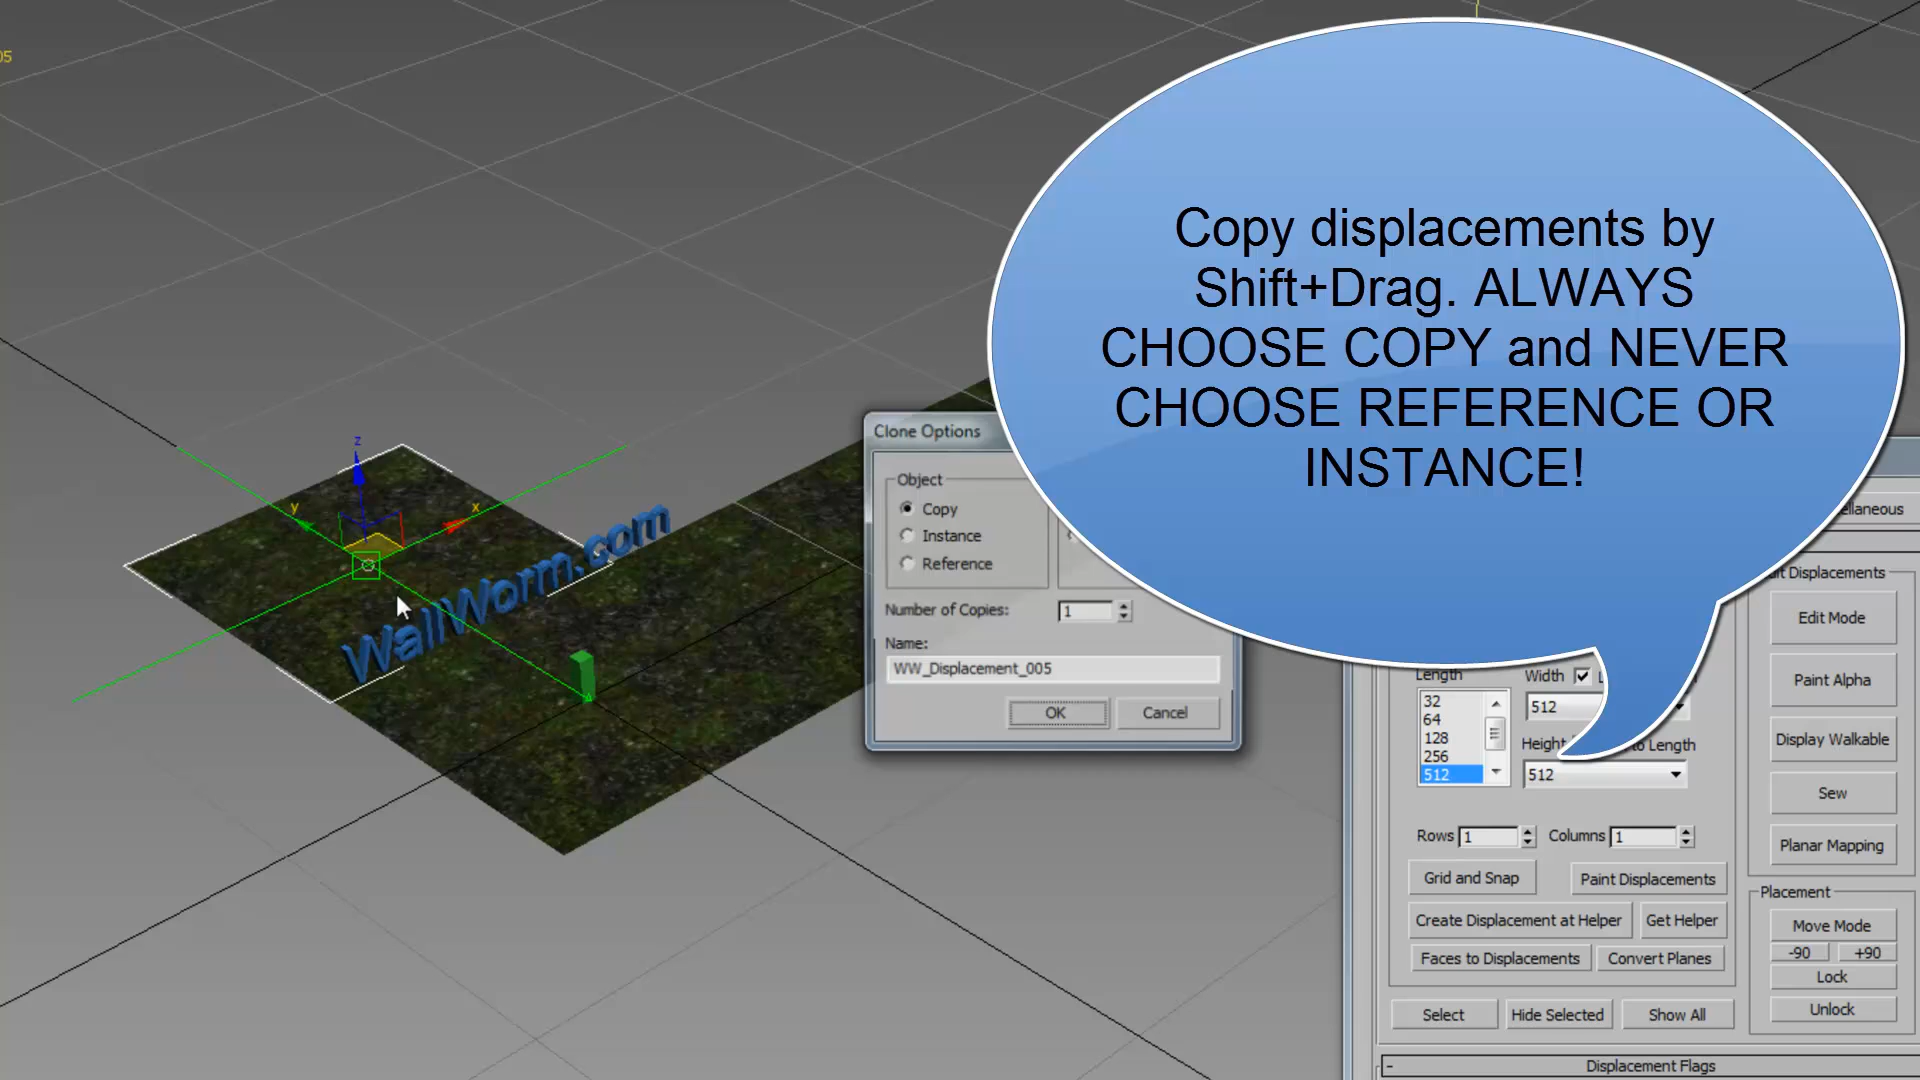 05
Copy displacements by
Shift+Drag. ALWAYS
CHOOSE COPY and NEVER
CHOOSE REFERENCE OR
INSTANCE!
z
y
x
WallWorm.com
Clone Options
Object
Copy
Instance
Reference
Number of Copies:
1
Name:
WW_Displacement_005
OK
Cancel
Displacements
Edit Mode
Paint Alpha
Display Walkable
Sew
Planar Mapping
Length
32
64
128
256
512
Width
512
Height
to Length
512
Rows
1
Columns
1
Grid and Snap
Paint Displacements
Create Displacement at Helper
Get Helper
Faces to Displacements
Convert Planes
Select
Hide Selected
Show All
Placement
Move Mode
-90
+90
Lock
Unlock
- Displacement Flags